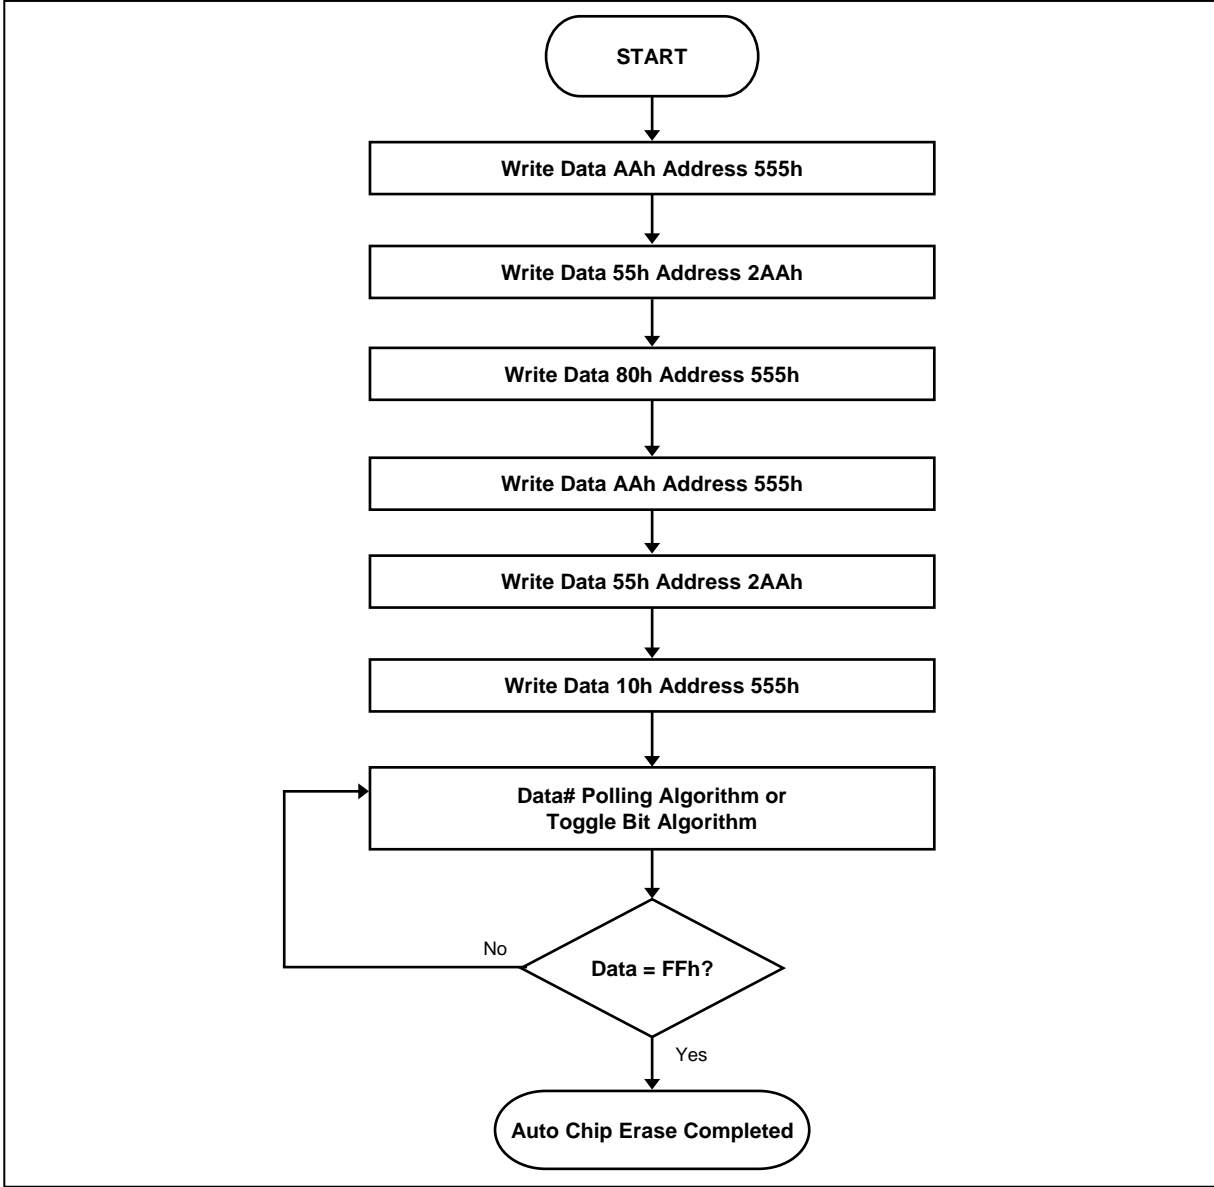 START
Write Data AAh Address 555h
Write Data 55h Address 2AAh
Write Data 80h Address 555h
Write Data AAh Address 555h
Write Data 55h Address 2AAh
Write Data 10h Address 555h
Data# Polling Algorithm or
Toggle Bit Algorithm
No
Data = FFh?
Yes
Auto Chip Erase Completed